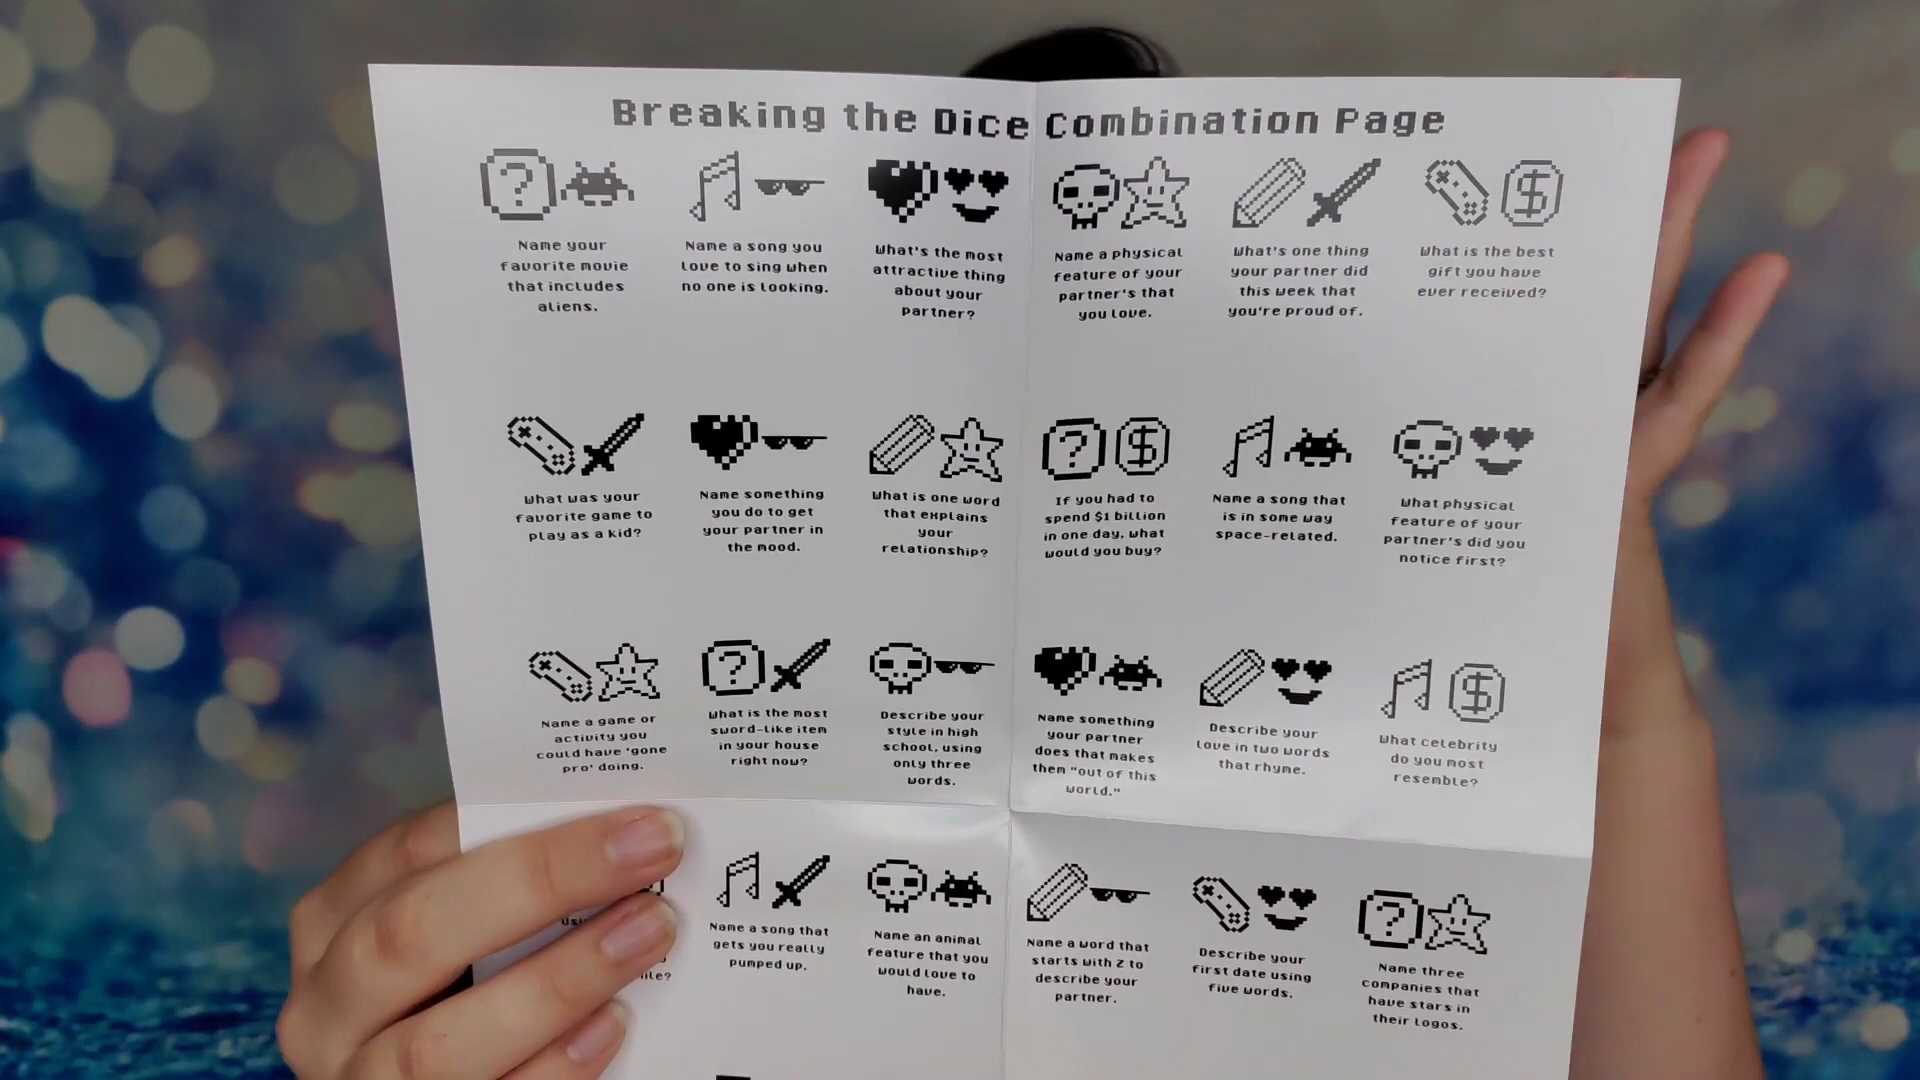 Breaking the Dice Combination Page
Name your
favorite movie
that includes
aliens.
Name a song you
love to sing when
no one is looking.
What's the most
attractive thing
about your
partner?
Name a physical
feature of your
partner's that
you love.
What's one thing
your partner did
this week that
you're proud of.
What is the best
gift you have
ever received?
What was your
favorite game to
play as a kid?
Name something
you do to get
your partner in
the mood.
What is one word
that explains
your
relationship?
If you had to
spend $1 billion
in one day, what
would you buy?
Name a song that
is in some way
space-related.
What physical
feature of your
partner's did you
notice first?
Name a game or
activity you
could have 'gone
pro' doing.
What is the most
sword-like item
in your house
right now?
Describe your
style in high
school, using
only three
words.
Name something
your partner
does that makes
them "out of this
world."
Describe your
love in two words
that rhyme.
What celebrity
do you most
resemble?
Name a song that
gets you really
pumped up.
Name an animal
feature that you
would love to
have.
Name a word that
starts with Z to
describe your
partner.
Describe your
first date using
five words.
Name three
companies that
have stars in
their logos.